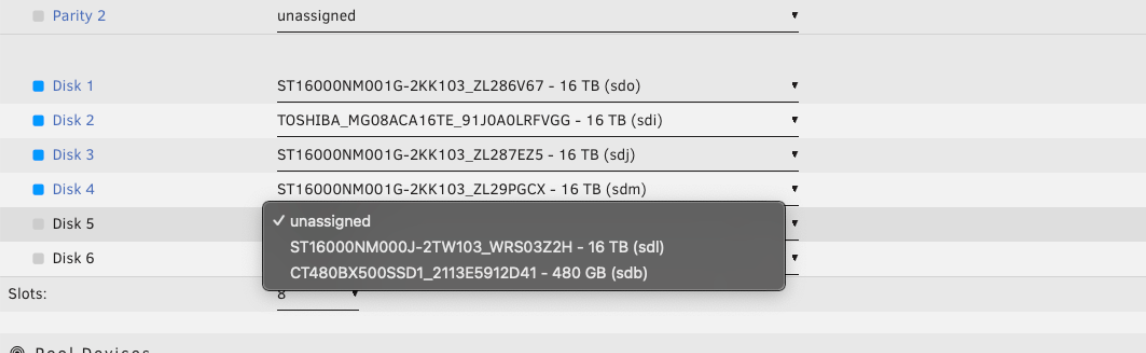 Parity 2 unassigned
Disk 1 ST16000NM001G-2KK103_ZL286V67 - 16 TB (sdo)
Disk 2 TOSHIBA_MG08ACA16TE_91J0A0LRFVGG - 16 TB (sdi)
Disk 3 ST16000NM001G-2KK103_ZL287EZ5 - 16 TB (sdj)
Disk 4 ST16000NM001G-2KK103_ZL29PGCX - 16 TB (sdm)
Disk 5 ✓ unassigned
ST16000NM000J-2TW103_WRS03Z2H - 16 TB (sdl)
Disk 6 CT480BX500SSD1_2113E5912D41 - 480 GB (sdb)
Slots: 8
Pool Devices